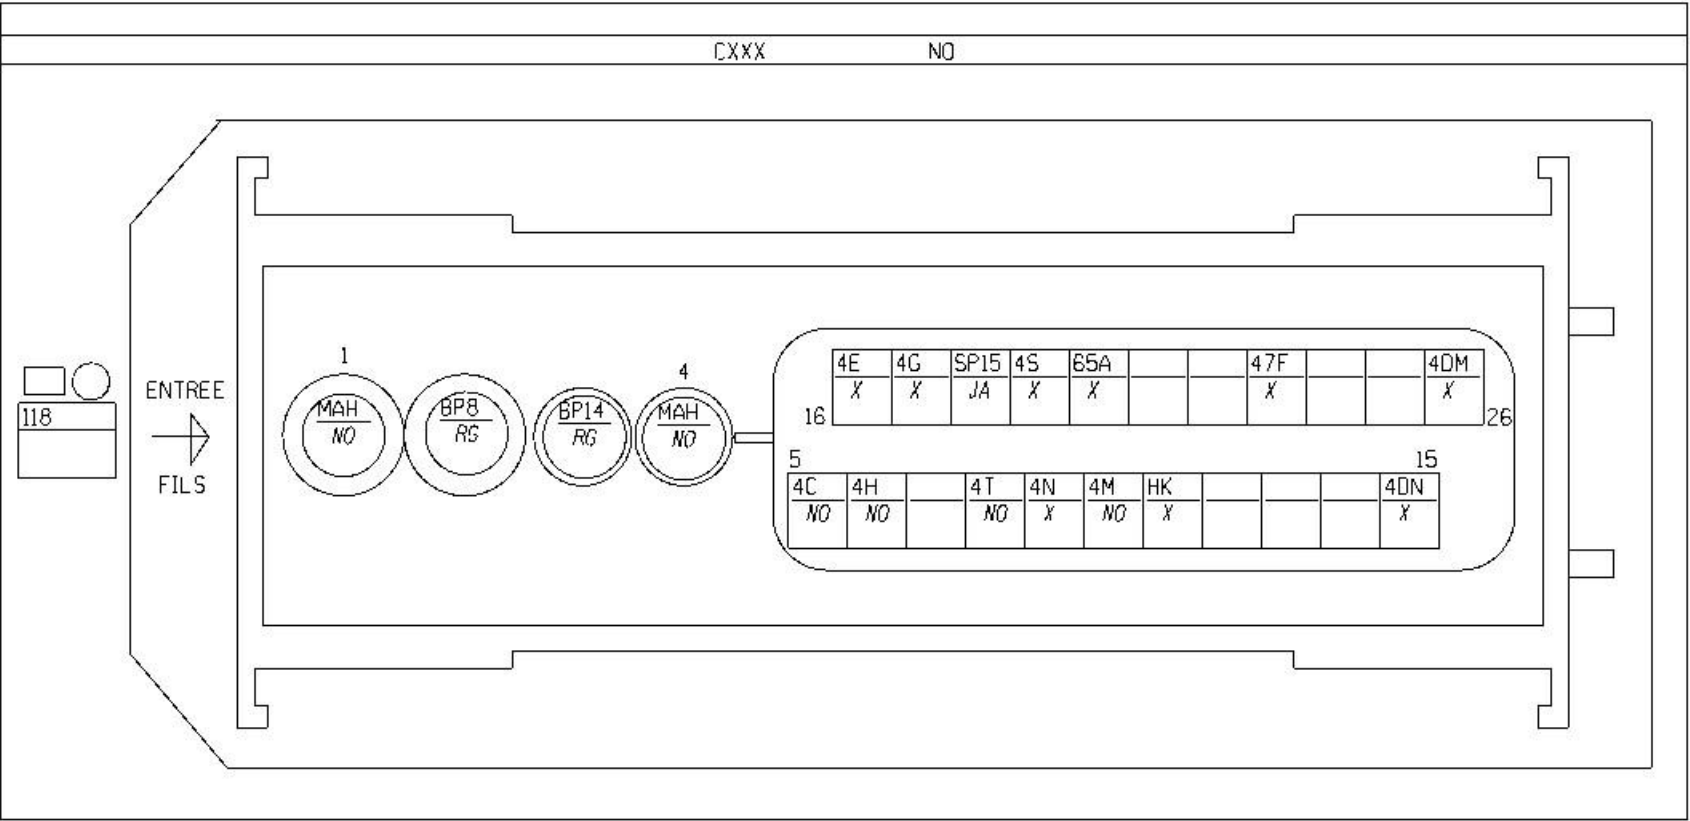 CXXX NO
1
4
4E 4G SP15 4S 65A 47F 4DM
X X JA X X X X
16 26
118
ENTREE
FILS
MAH BP8 BP14 MAH
NO RG RG NO
5 15
4C 4H 4T 4N 4M HK 4DN
NO NO NO X NO X X